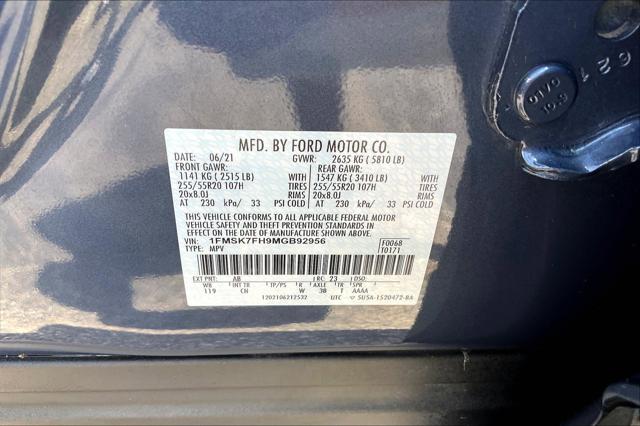 MFD. BY FORD MOTOR CO.
DATE: 06/21 GVWR: 2635 KG ( 5810 LB)
FRONT GAWR: REAR GAWR:
1141 KG ( 2515 LB) WITH 1547 KG ( 3410 LB) WITH
255/55R20 107H TIRES 255/55R20 107H TIRES
20x8.0J RIMS 20x8.0J RIMS
AT 230 kPa/ 33 PSI COLD AT 230 kPa/ 33 PSI COLD
THIS VEHICLE CONFORMS TO ALL APPLICABLE FEDERAL MOTOR
VEHICLE SAFETY AND THEFT PREVENTION STANDARDS IN
EFFECT ON THE DATE OF MANUFACTURE SHOWN ABOVE.
VIN: 1FMSK7FH9MGB92956 F0068
TYPE: MPV T0171
EXT PNT: AB RC: 23 DSO:
WB INT TR TP/PS R AXLE TR SPR
119 CN W 3B T AAAA
1202106212532 UTC SU5A-1520472-BA
621